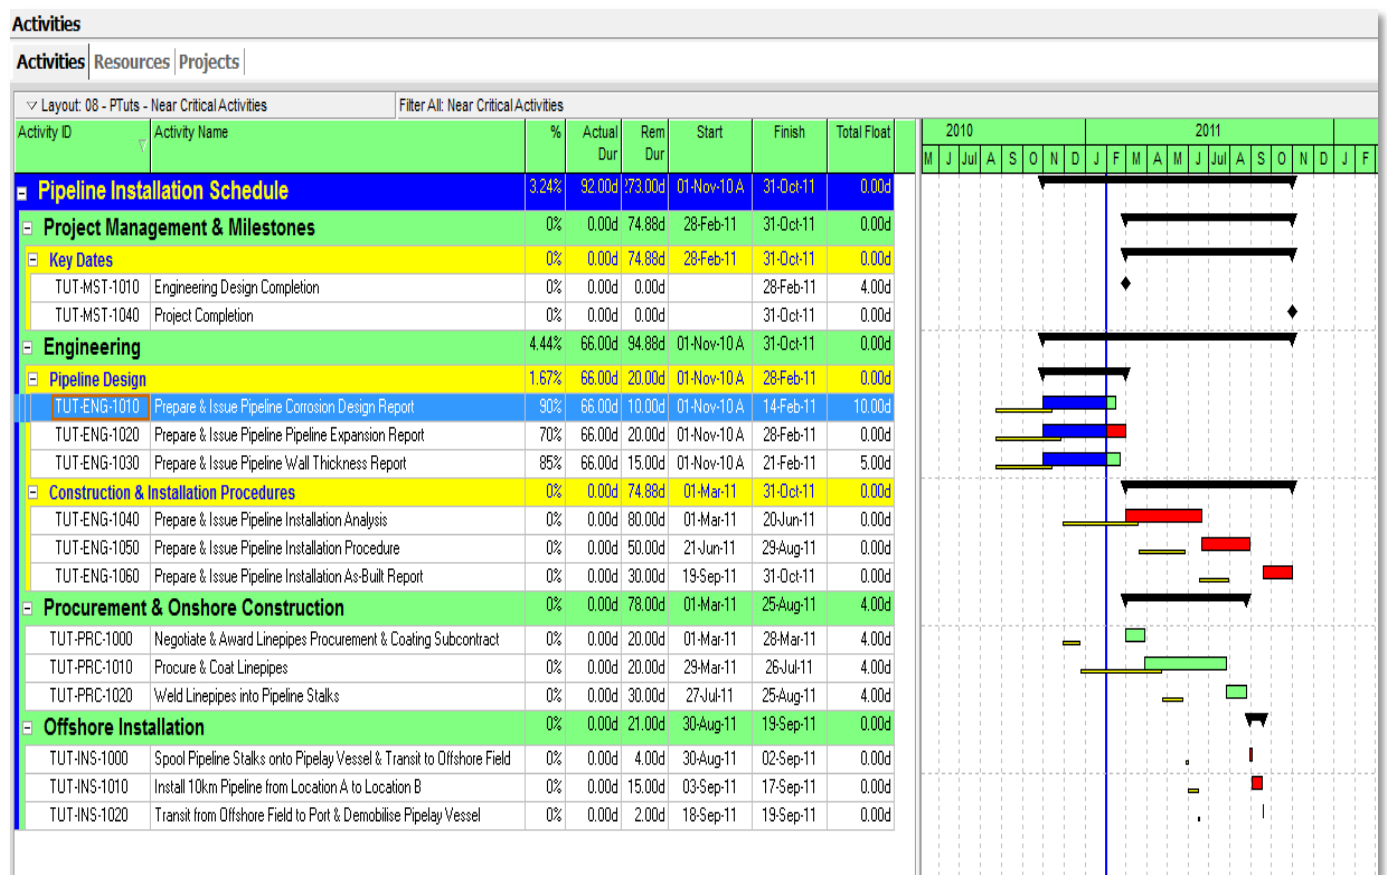 Activities
Activities Resources Projects
Layout: 08 - PTuts - Near Critical Activities Filter All: Near Critical Activities
Activity ID Activity Name % Actual Dur Rem Dur Start Finish Total Float 2010 2011
M J Jul A S O N D J F M A M J Jul A S O N D J F
Pipeline Installation Schedule 3.24% 92.00d 273.00d 01-Nov-10 A 31-Oct-11 0.00d
Project Management & Milestones 0% 0.00d 74.88d 28-Feb-11 31-Oct-11 0.00d
Key Dates 0% 0.00d 74.88d 28-Feb-11 31-Oct-11 0.00d
TUT-MST-1010 Engineering Design Completion 0% 0.00d 0.00d 28-Feb-11 4.00d
TUT-MST-1040 Project Completion 0% 0.00d 0.00d 31-Oct-11 0.00d
Engineering 4.44% 66.00d 94.88d 01-Nov-10 A 31-Oct-11 0.00d
Pipeline Design 1.67% 66.00d 20.00d 01-Nov-10 A 28-Feb-11 0.00d
TUT-ENG-1010 Prepare & Issue Pipeline Corrosion Design Report 90% 66.00d 10.00d 01-Nov-10 A 14-Feb-11 10.00d
TUT-ENG-1020 Prepare & Issue Pipeline Pipeline Expansion Report 70% 66.00d 20.00d 01-Nov-10 A 28-Feb-11 0.00d
TUT-ENG-1030 Prepare & Issue Pipeline Wall Thickness Report 85% 66.00d 15.00d 01-Nov-10 A 21-Feb-11 5.00d
Construction & Installation Procedures 0% 0.00d 74.88d 01-Mar-11 31-Oct-11 0.00d
TUT-ENG-1040 Prepare & Issue Pipeline Installation Analysis 0% 0.00d 80.00d 01-Mar-11 20-Jun-11 0.00d
TUT-ENG-1050 Prepare & Issue Pipeline Installation Procedure 0% 0.00d 50.00d 21-Jun-11 29-Aug-11 0.00d
TUT-ENG-1060 Prepare & Issue Pipeline Installation As-Built Report 0% 0.00d 30.00d 19-Sep-11 31-Oct-11 0.00d
Procurement & Onshore Construction 0% 0.00d 78.00d 01-Mar-11 25-Aug-11 4.00d
TUT-PRC-1000 Negotiate & Award Linepipes Procurement & Coating Subcontract 0% 0.00d 20.00d 01-Mar-11 28-Mar-11 4.00d
TUT-PRC-1010 Procure & Coat Linepipes 0% 0.00d 20.00d 29-Mar-11 26-Jul-11 4.00d
TUT-PRC-1020 Weld Linepipes into Pipeline Stalks 0% 0.00d 30.00d 27-Jul-11 25-Aug-11 4.00d
Offshore Installation 0% 0.00d 21.00d 30-Aug-11 19-Sep-11 0.00d
TUT-INS-1000 Spool Pipeline Stalks onto Pipelay Vessel & Transit to Offshore Field 0% 0.00d 4.00d 30-Aug-11 02-Sep-11 0.00d
TUT-INS-1010 Install 10km Pipeline from Location A to Location B 0% 0.00d 15.00d 03-Sep-11 17-Sep-11 0.00d
TUT-INS-1020 Transit from Offshore Field to Port & Demobilise Pipelay Vessel 0% 0.00d 2.00d 18-Sep-11 19-Sep-11 0.00d